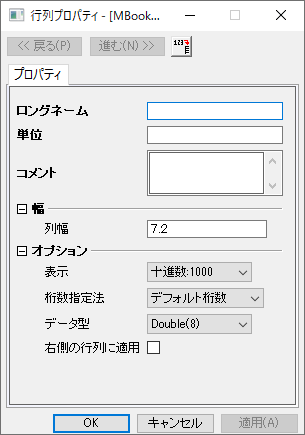 行列プロパティ - [MBook...
<< 戻る(P) 進む(N) >> 123
プロパティ
ロングネーム
単位
コメント
幅
列幅 7.2
オプション
表示 十進数:1000
桁数指定法 デフォルト桁数
データ型 Double(8)
右側の行列に適用
OK キャンセル 適用(A)